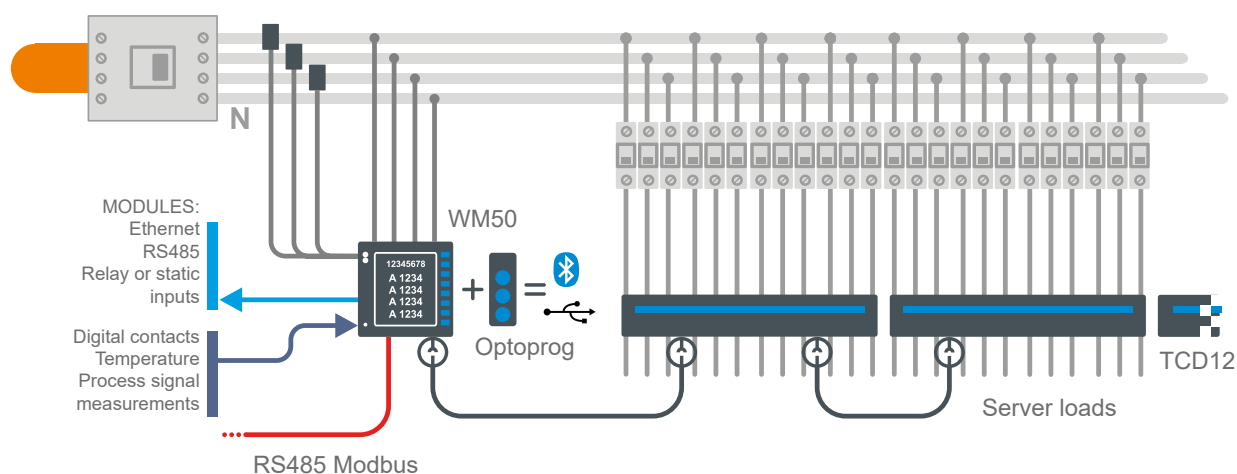 N
MODULES:
Ethernet
RS485
Relay or static
inputs
WM50
12345678
A 1234
A 1234
A 1234
A 1234
Optoprog
Digital contacts
Temperature
Process signal
measurements
RS485 Modbus
TCD12
Server loads